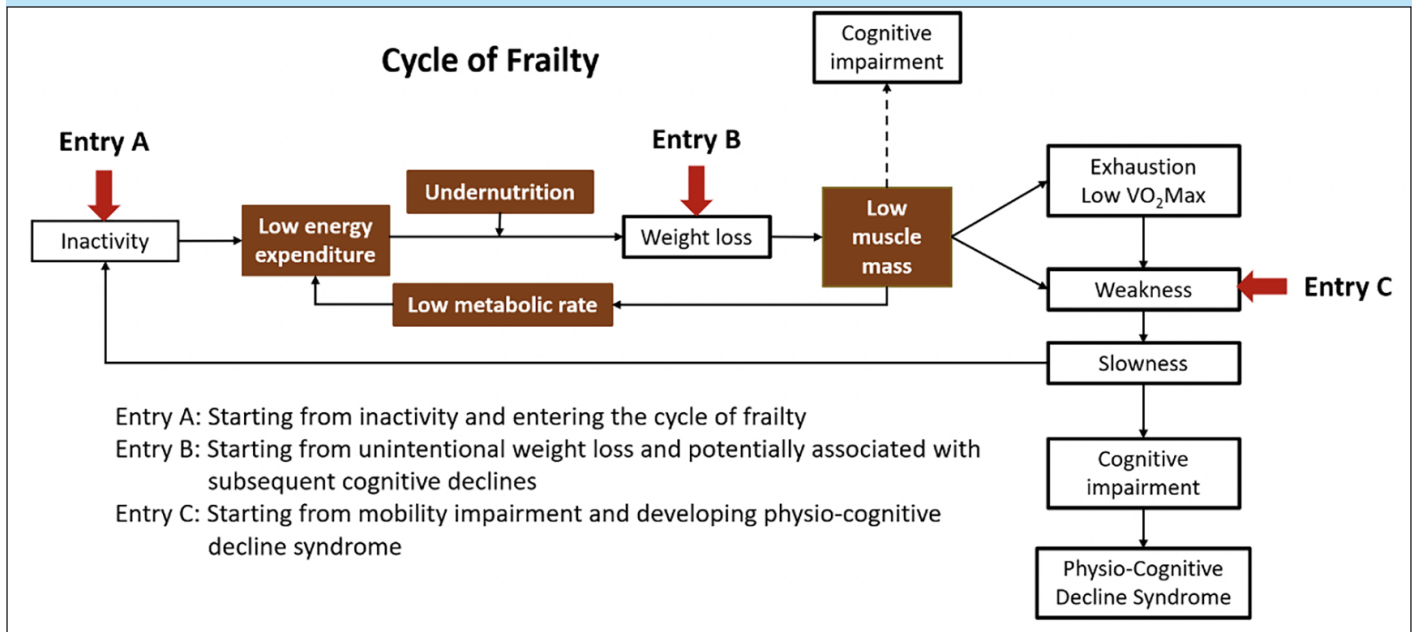 Cycle of Frailty
Cognitive
impairment
Entry A
Entry B
Undernutrition
Exhaustion
Low VO₂Max
Inactivity
Low energy
expenditure
Weight loss
Low
muscle
mass
Low metabolic rate
Weakness
Entry C
Slowness
Entry A: Starting from inactivity and entering the cycle of frailty
Entry B: Starting from unintentional weight loss and potentially associated with
subsequent cognitive declines
Entry C: Starting from mobility impairment and developing physio-cognitive
decline syndrome
Cognitive
impairment
Physio-Cognitive
Decline Syndrome